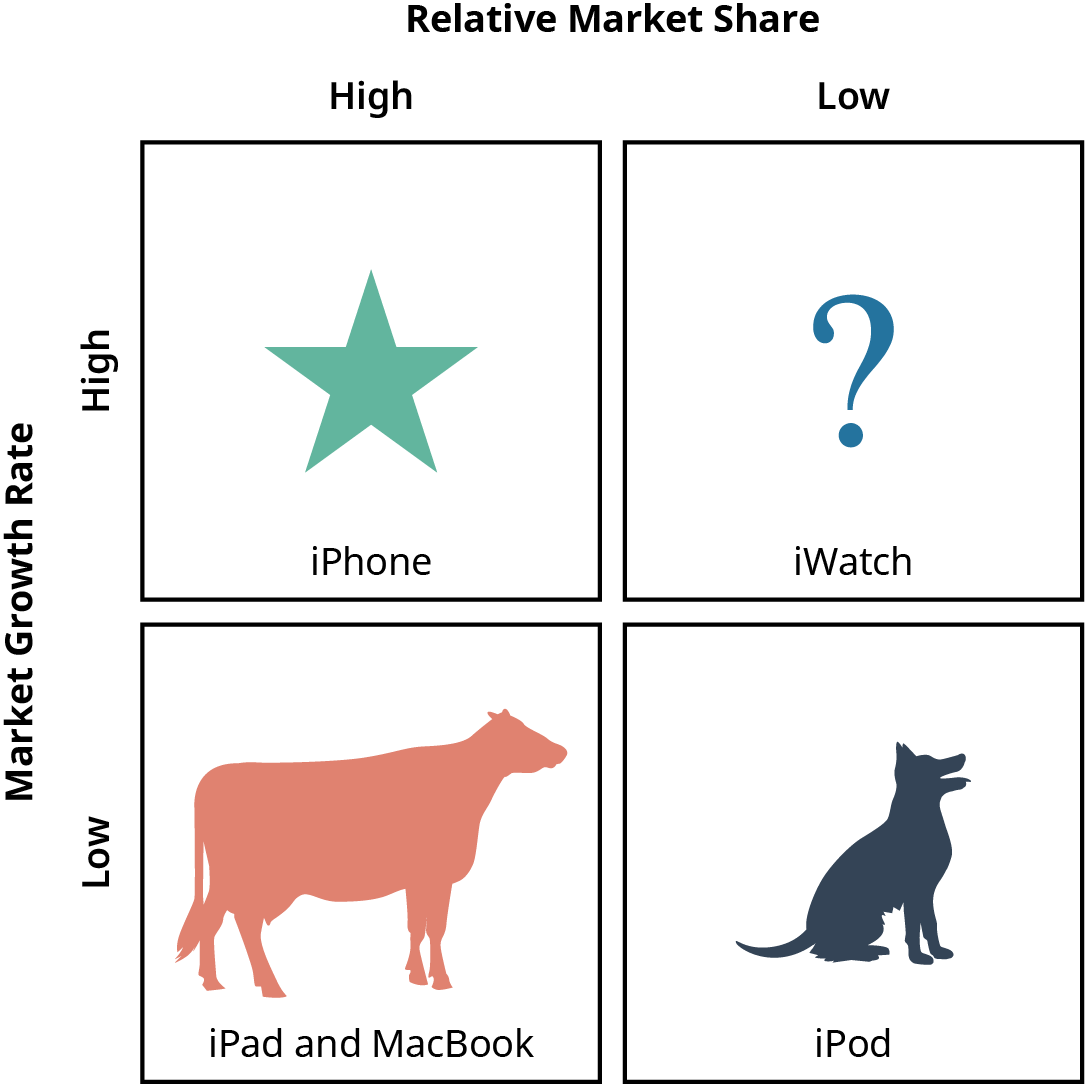 Relative Market Share
High
Low
Market Growth Rate
High
?
iPhone
iWatch
Low
iPad and MacBook
iPod